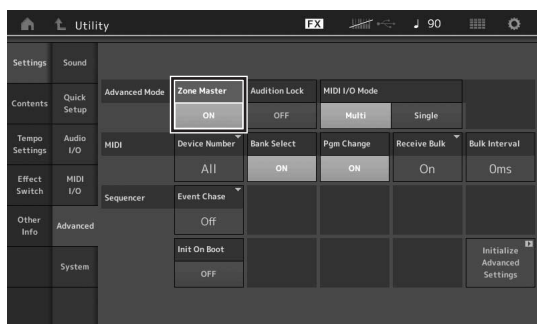 Utility FX ♩ 90
Settings Sound
Contents Quick Setup
Tempo Settings Audio I/O
Effect Switch MIDI I/O
Other Info Advanced
System
Advanced Mode Zone Master Audition Lock MIDI I/O Mode
ON OFF Multi Single
MIDI Device Number Bank Select Pgm Change Receive Bulk Bulk Interval
All ON ON On 0ms
Sequencer Event Chase
Off
Init On Boot
OFF
Initialize
Advanced
Settings